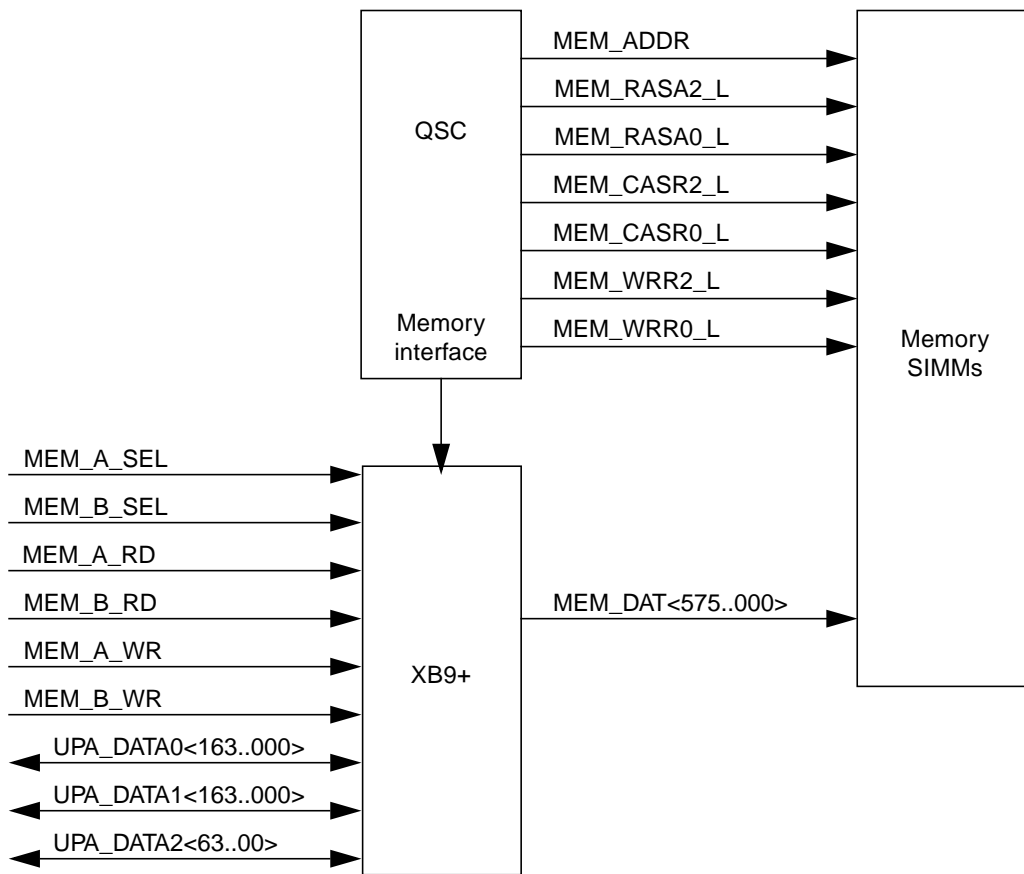 MEM_ADDR
MEM_RASA2_L
QSC
MEM_RASA0_L
MEM_CASR2_L
MEM_CASR0_L
MEM_WRR2_L
Memory
interface
MEM_WRR0_L
Memory
SIMMs
MEM_A_SEL
MEM_B_SEL
MEM_A_RD
MEM_B_RD
MEM_DAT<575..000>
MEM_A_WR
XB9+
MEM_B_WR
UPA_DATA0<163..000>
UPA_DATA1<163..000>
UPA_DATA2<63..00>